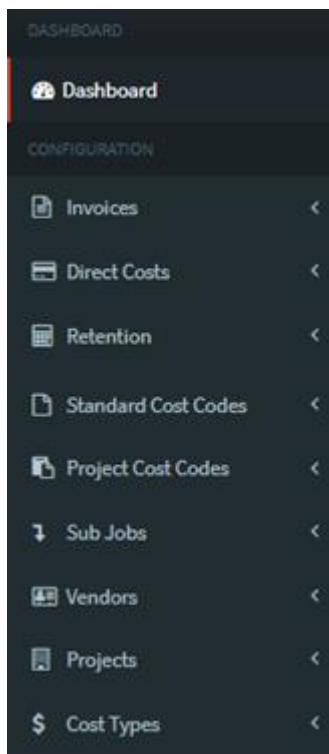 DASHBOARD
Dashboard
CONFIGURATION
Invoices
Direct Costs
Retention
Standard Cost Codes
Project Cost Codes
Sub Jobs
Vendors
Projects
Cost Types